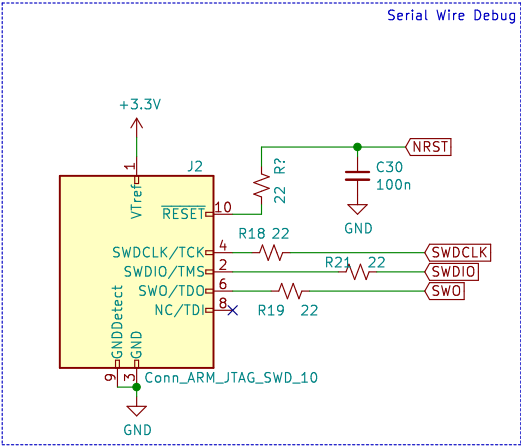 Serial Wire Debug
+3.3V
1
J2
R?
22
NRST
C30
100n
GND
VTref
RESET
10
R18 22
SWDCLK/TCK
4
SWDCLK
R21 22
SWDIO/TMS
2
SWDIO
SWO/TDO
6
SWO
R19 22
NC/TDI
8
GNDDetect
GND
9
3
Conn_ARM_JTAG_SWD_10
GND